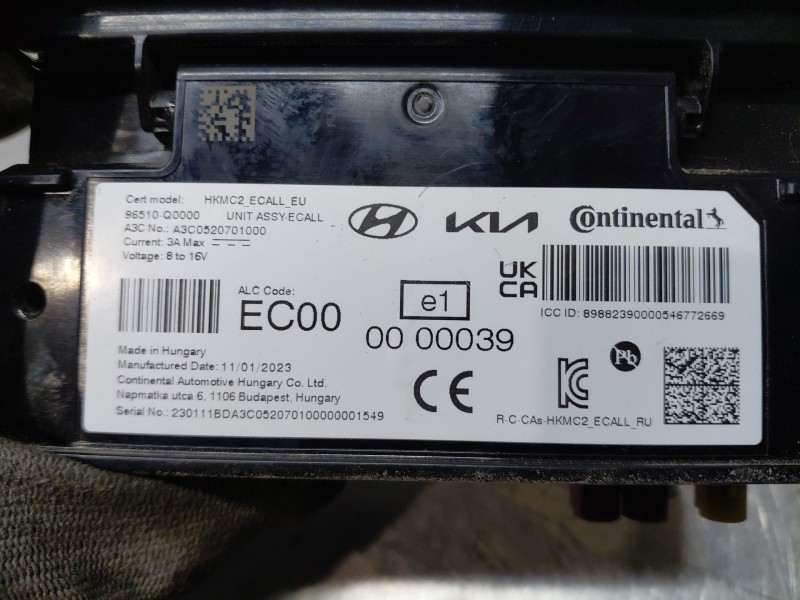 Cert model: HKMC2_ECALL_EU
96510-Q0000 UNIT ASSY-ECALL
A3C No.: A3C0520701000
Current: 3A Max
Voltage: 8 to 16V
KIA
Continental
ALC Code:
EC00
e1
00 00039
UK
CA
ICC ID: 89882390000546772669
Made in Hungary
Manufactured Date: 11/01/2023
Continental Automotive Hungary Co. Ltd.
Napmatka utca 6, 1106 Budapest, Hungary
Serial No.: 230111BDA3C05207010000001549
CE
Pb
R-C-CAs-HKMC2_ECALL_RU